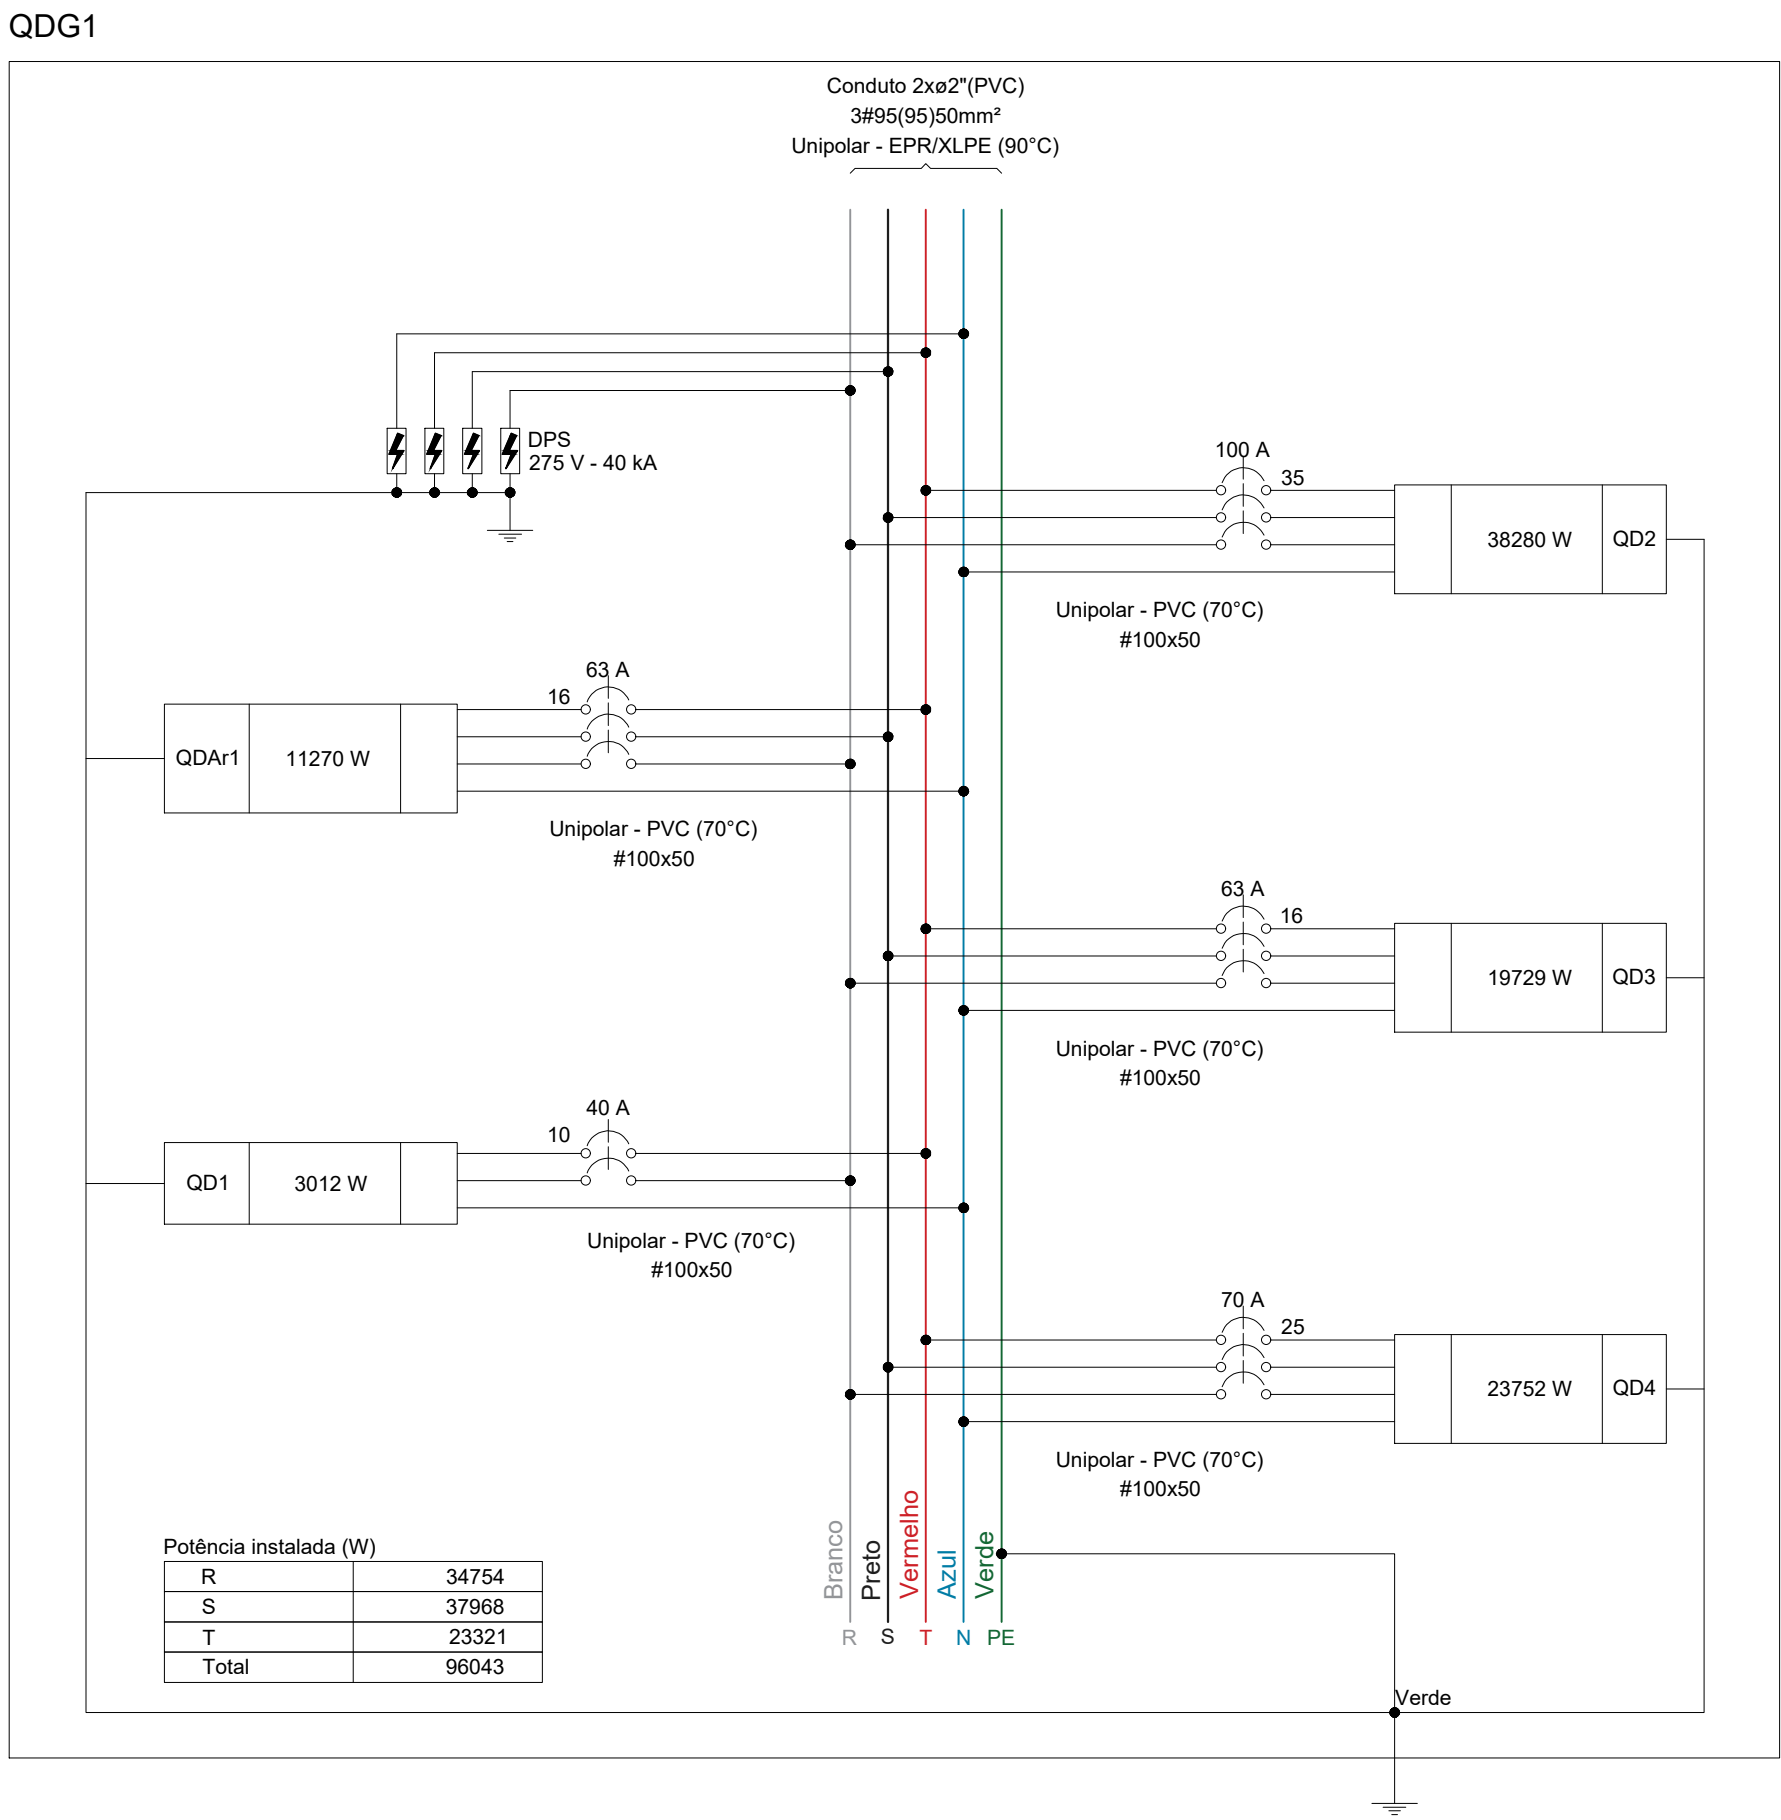 QDG1
Conduto 2xø2"(PVC)
3#95(95)50mm²
Unipolar - EPR/XLPE (90°C)
DPS
275 V - 40 kA
100 A
35
38280 W
QD2
Unipolar - PVC (70°C)
#100x50
63 A
16
QDAr1
11270 W
Unipolar - PVC (70°C)
#100x50
63 A
16
19729 W
QD3
Unipolar - PVC (70°C)
#100x50
40 A
10
QD1
3012 W
Unipolar - PVC (70°C)
#100x50
70 A
25
23752 W
QD4
Unipolar - PVC (70°C)
#100x50
Branco
Preto
Vermelho
Azul
Verde
R S T N PE
Potência instalada (W)
R 34754
S 37968
T 23321
Total 96043
Verde